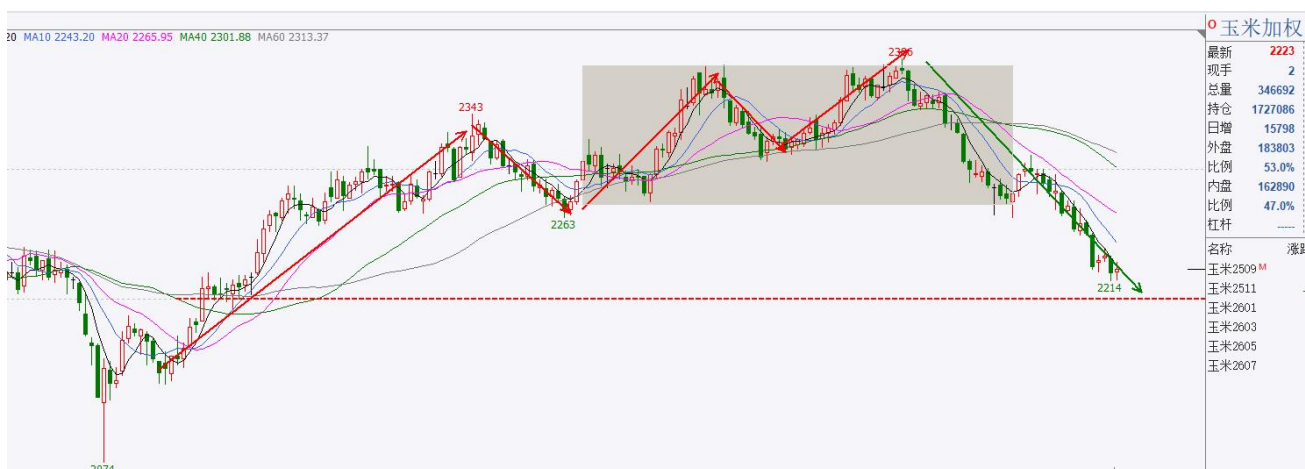 20 MA10 2243.20 MA20 2265.95 MA40 2301.88 MA60 2313.37
2343
2263
2214
玉米加权
最新 2223
现手 2
总量 346692
持仓 1727086
日增 15798
外盘 183803
比例 53.0%
内盘 162890
比例 47.0%
杠杆 -----
名称 涨
玉米2509 M
玉米2511
玉米2601
玉米2603
玉米2605
玉米2607